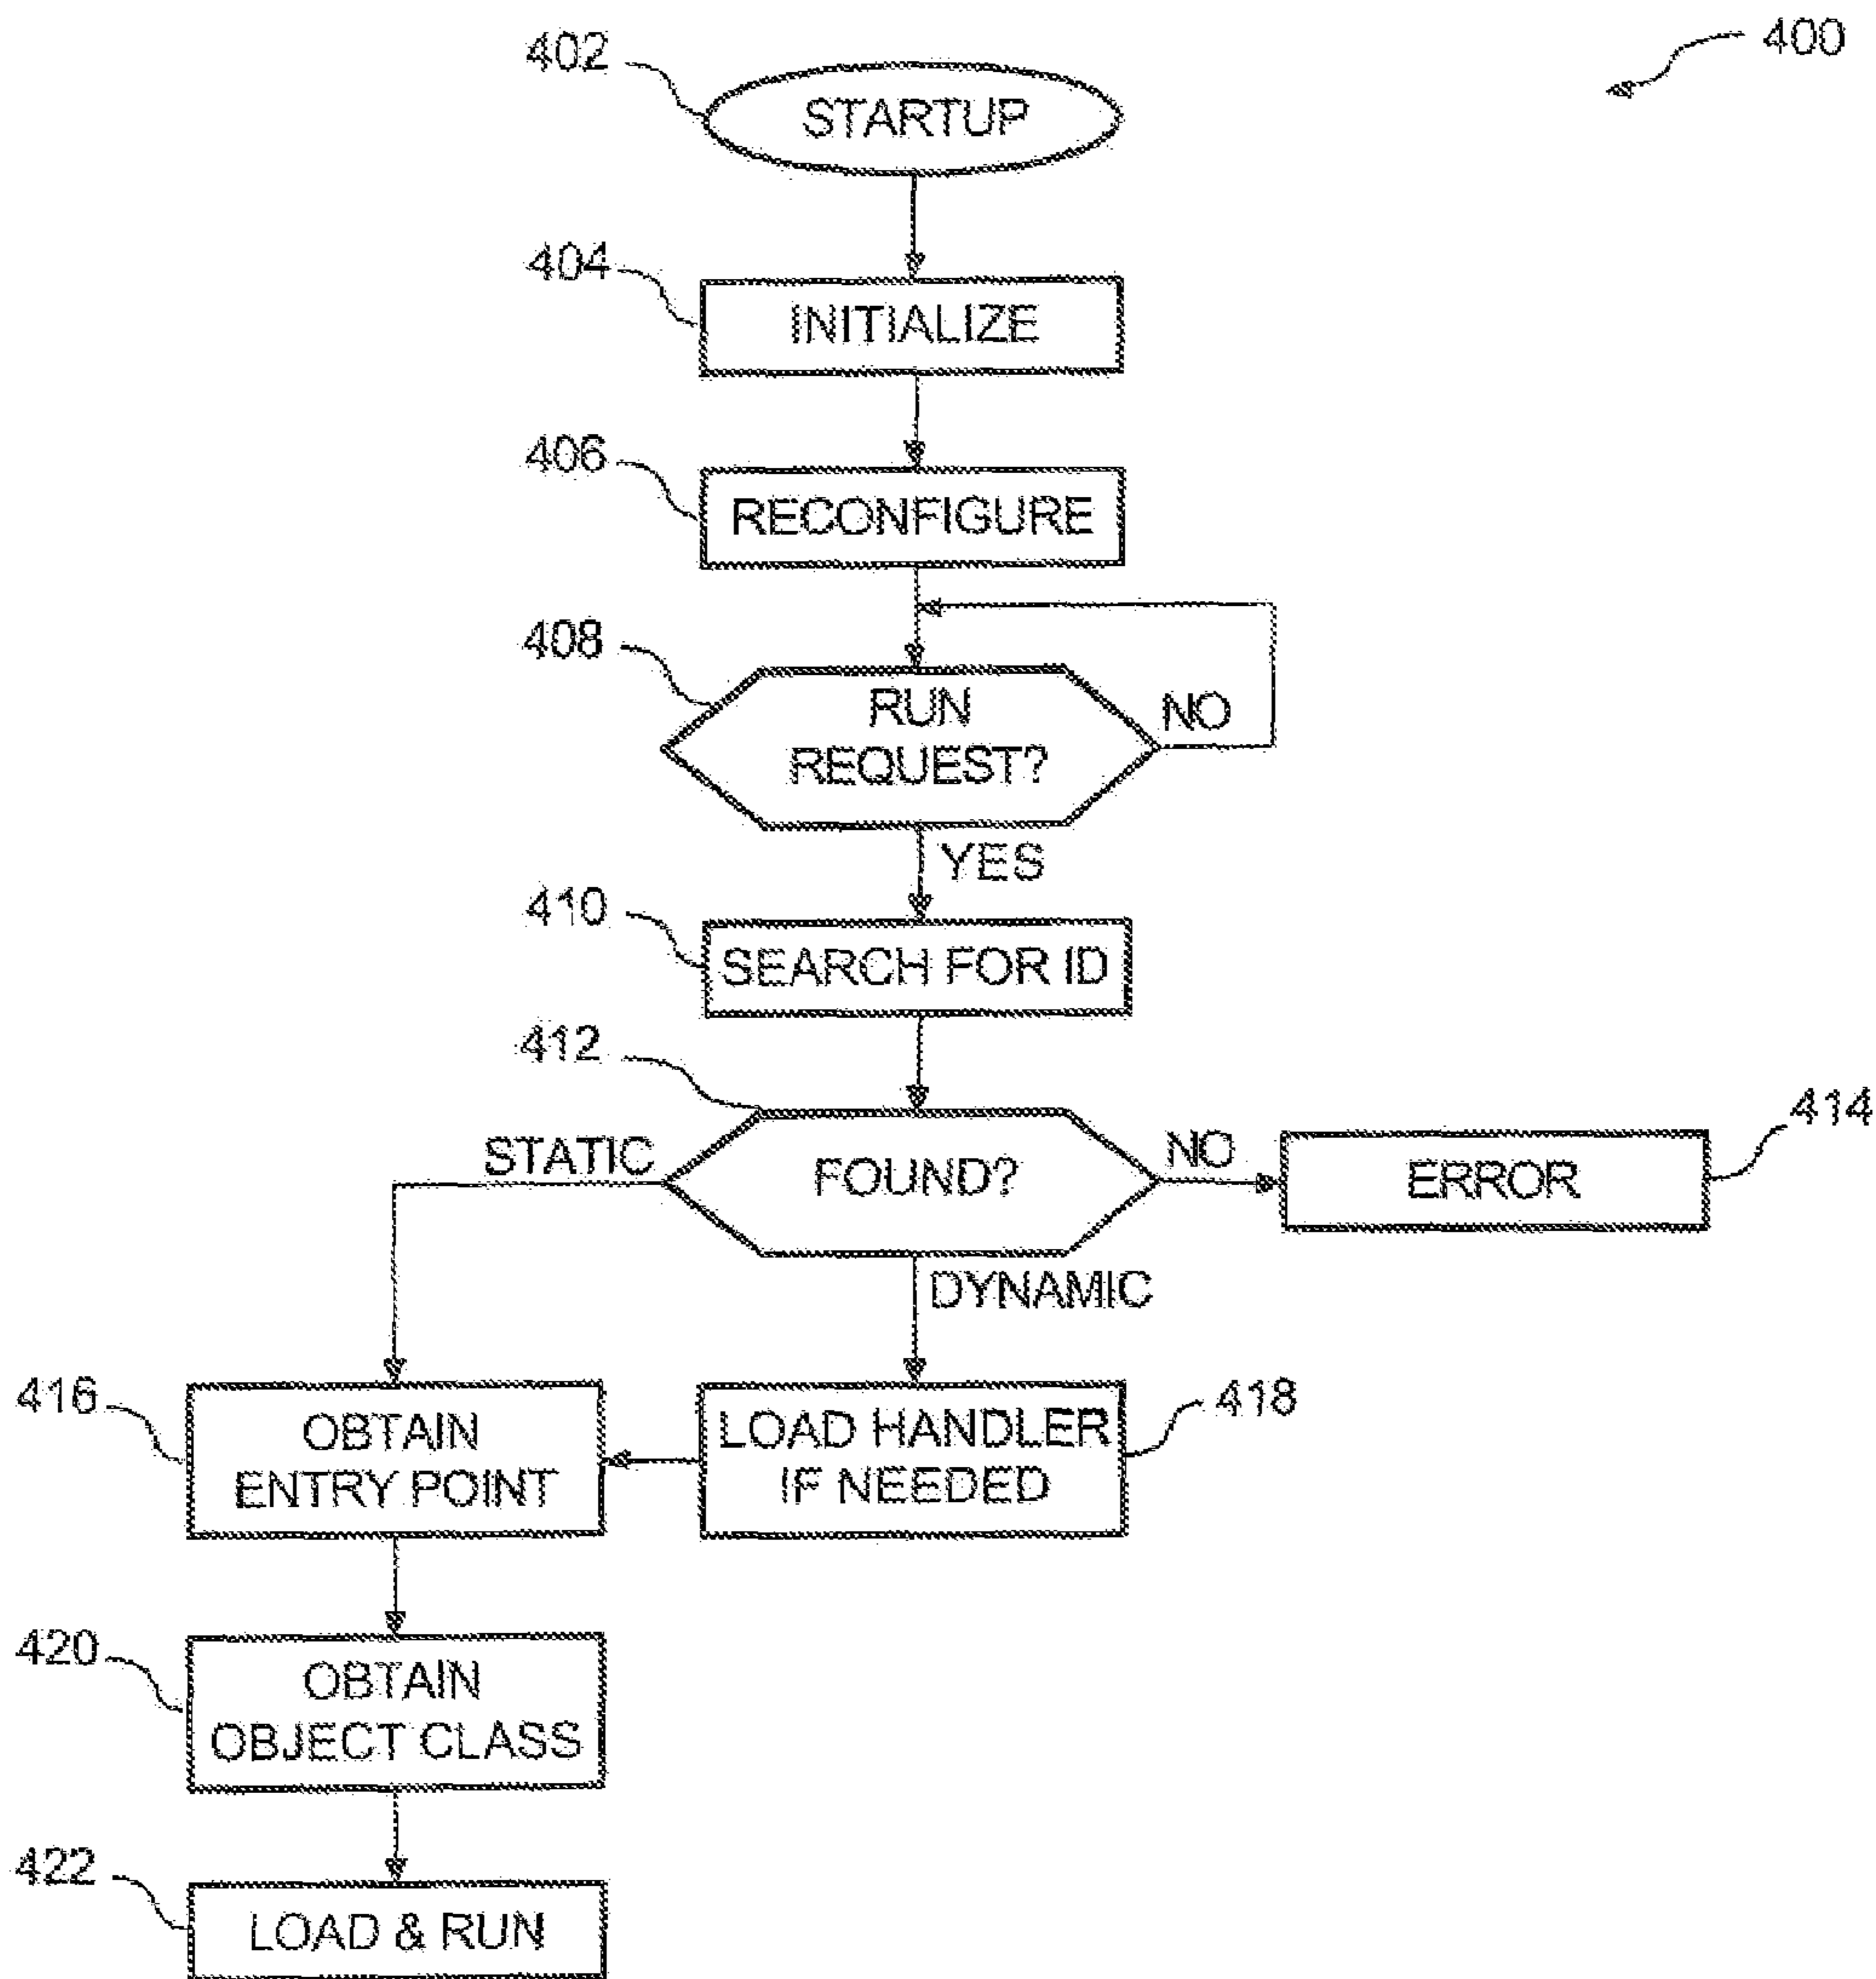 400
402
STARTUP
404
INITIALIZE
406
RECONFIGURE
408
RUN
REQUEST?
NO
YES
410
SEARCH FOR ID
412
STATIC
FOUND?
NO
414
ERROR
DYNAMIC
416
OBTAIN
ENTRY POINT
418
LOAD HANDLER
IF NEEDED
420
OBTAIN
OBJECT CLASS
422
LOAD & RUN